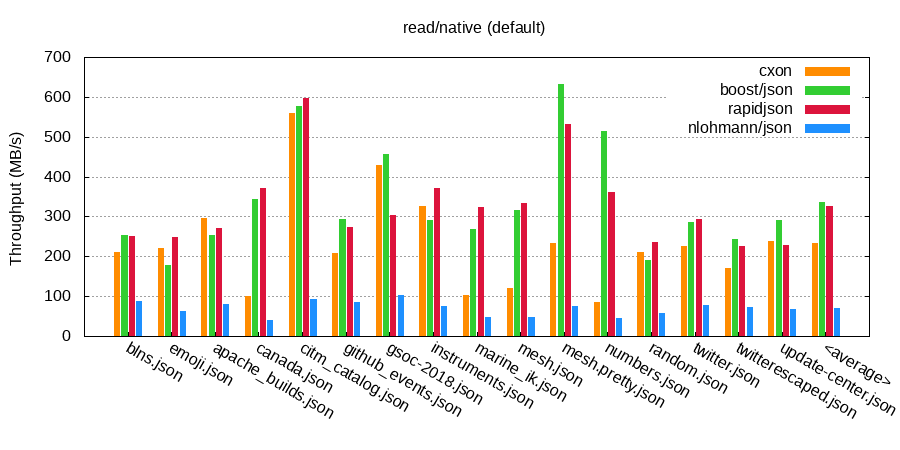 read/native (default)
Throughput (MB/s)
700
600
500
400
300
200
100
0
cxon
boost/json
rapidjson
nlohmann/json
blns.json
emoji.json
apache_builds.json
canada.json
citm_catalog.json
github_events.json
gsoc-2018.json
instruments.json
marine_ik.json
mesh.json
mesh.pretty.json
numbers.json
random.json
twitter.json
twitterescaped.json
update-center.json
<average>